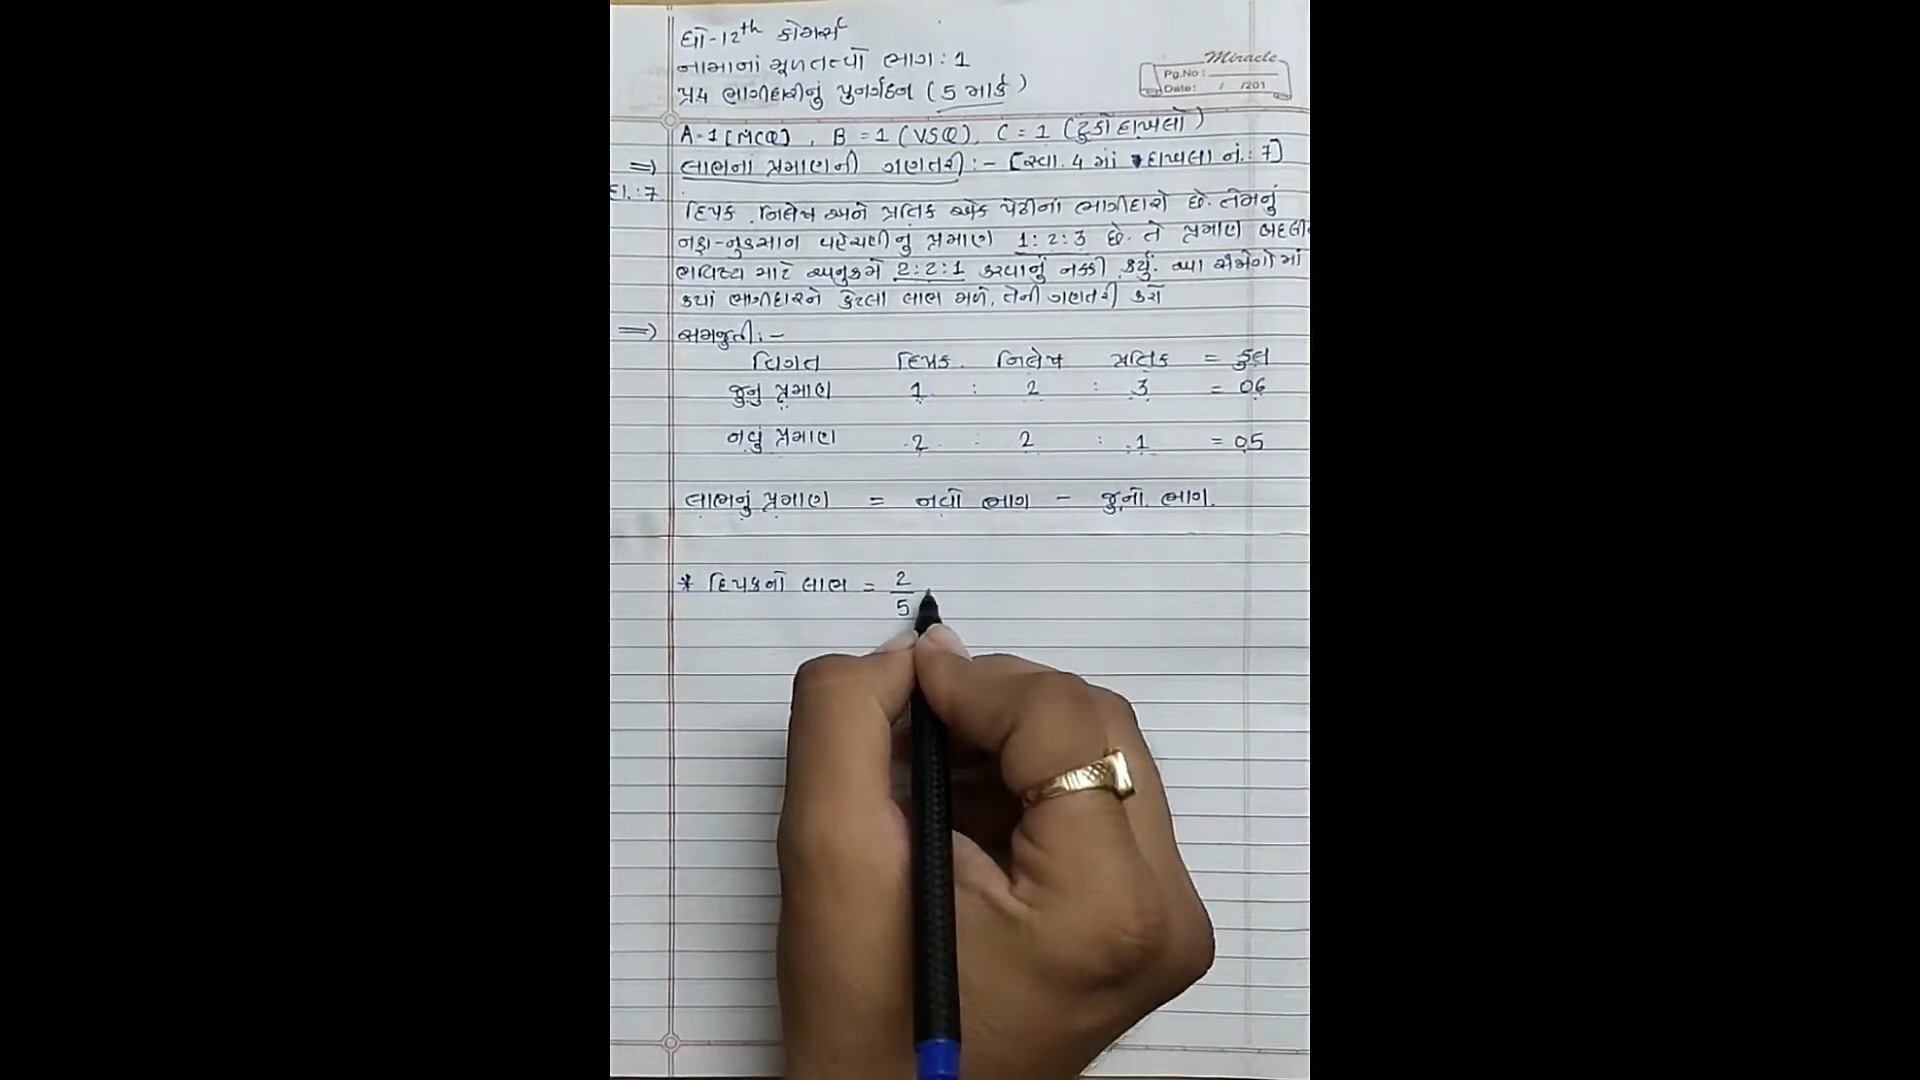 ધો-12th કોમર્સ
નામાનાં મૂળતત્વો ભાગ : 1
Miracle
Pg.No :
Date : / /201
પ્ર.4 ભાગીદારીનું પુનર્ગઠન (5 માર્ક)
A-1 (MCQ) , B = 1 (VSQ), C = 1 (ટુંકો દાખલો)
=> લાભનાં પ્રમાણની ગણતરી :- [સ્વા. 4 માં દાખલા નં.: 7]
દા.:7 દિપક, નિલેષ અને પ્રતિક એક પેઢીનાં ભાગીદારો છે. તેમનું
નફા-નુકસાન વહેંચણીનુ પ્રમાણ 1:2:3 છે. તે પ્રમાણ બદલી
ભવિષ્ય માટે અનુક્રમે 2:2:1 કરવાનું નક્કી કર્યું. આ સંજોગોમાં
કયાં ભાગીદારને કેટલો લાભ મળે, તેની ગણતરી કરો
=> સમજુતી :-
વિગત દિપક નિલેષ પ્રતિક = કુલ
જુનુ પ્રમાણ 1 : 2 : 3 = 06
નવું પ્રમાણ 2 : 2 : 1 = 05
લાભનું પ્રમાણ = નવો ભાગ - જુનો ભાગ.
* દિપકનો લાભ = 2/5